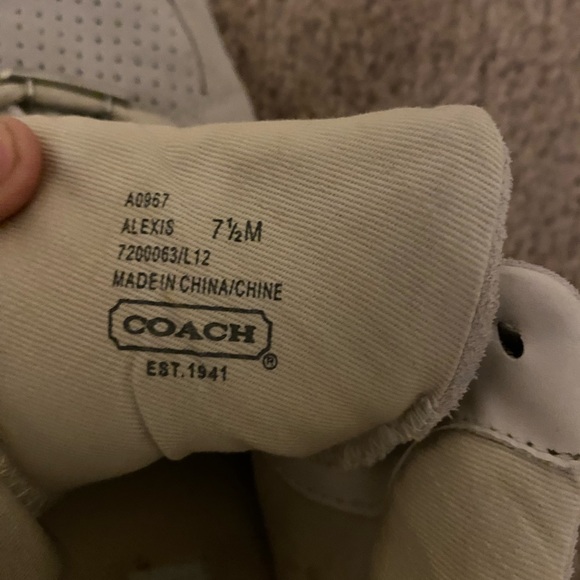 A0967
ALEXIS 7½M
7200063/L12
MADE IN CHINA/CHINE
COACH®
EST.1941